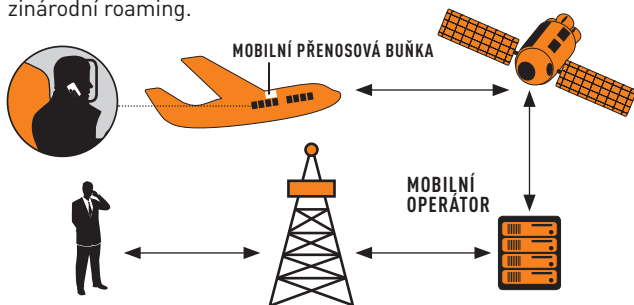 zinárodní roaming.
MOBILNÍ PŘENOSOVÁ BUŇKA
MOBILNÍ
OPERÁTOR